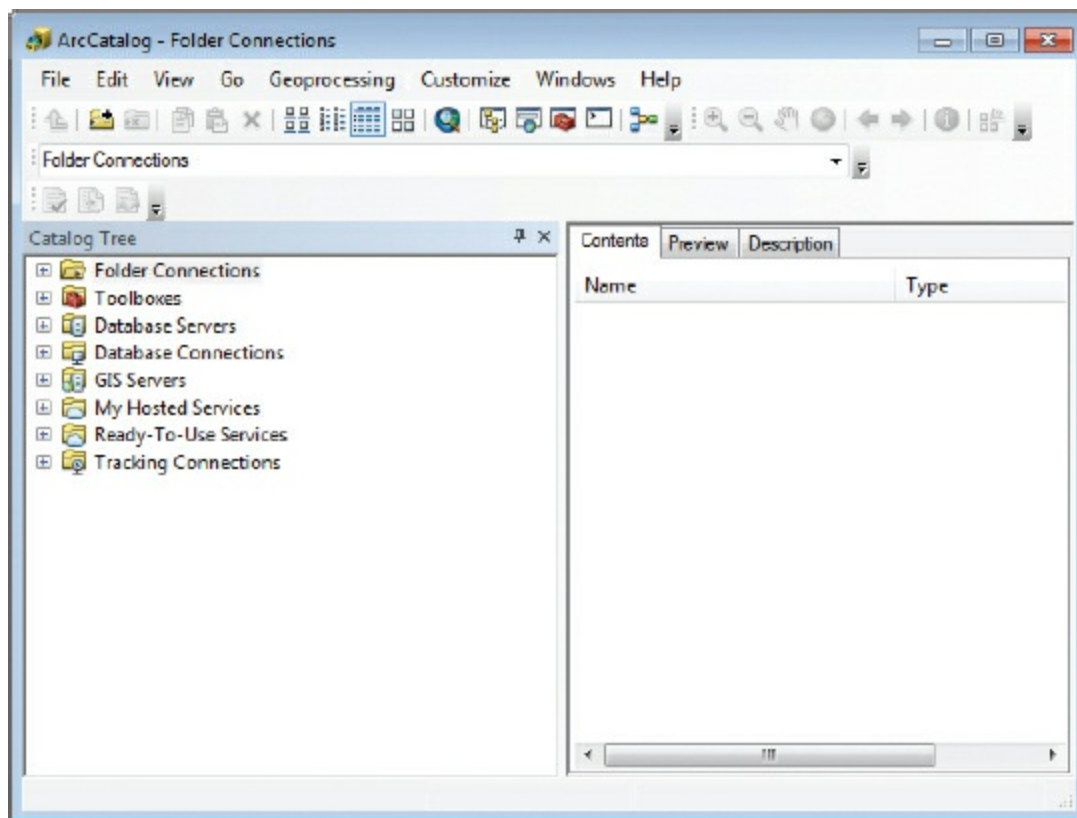 ArcCatalog - Folder Connections
File Edit View Go Geoprocessing Customize Windows Help
Folder Connections
Catalog Tree
Folder Connections
Toolboxes
Database Servers
Database Connections
GIS Servers
My Hosted Services
Ready-To-Use Services
Tracking Connections
Contents Preview Description
Name Type